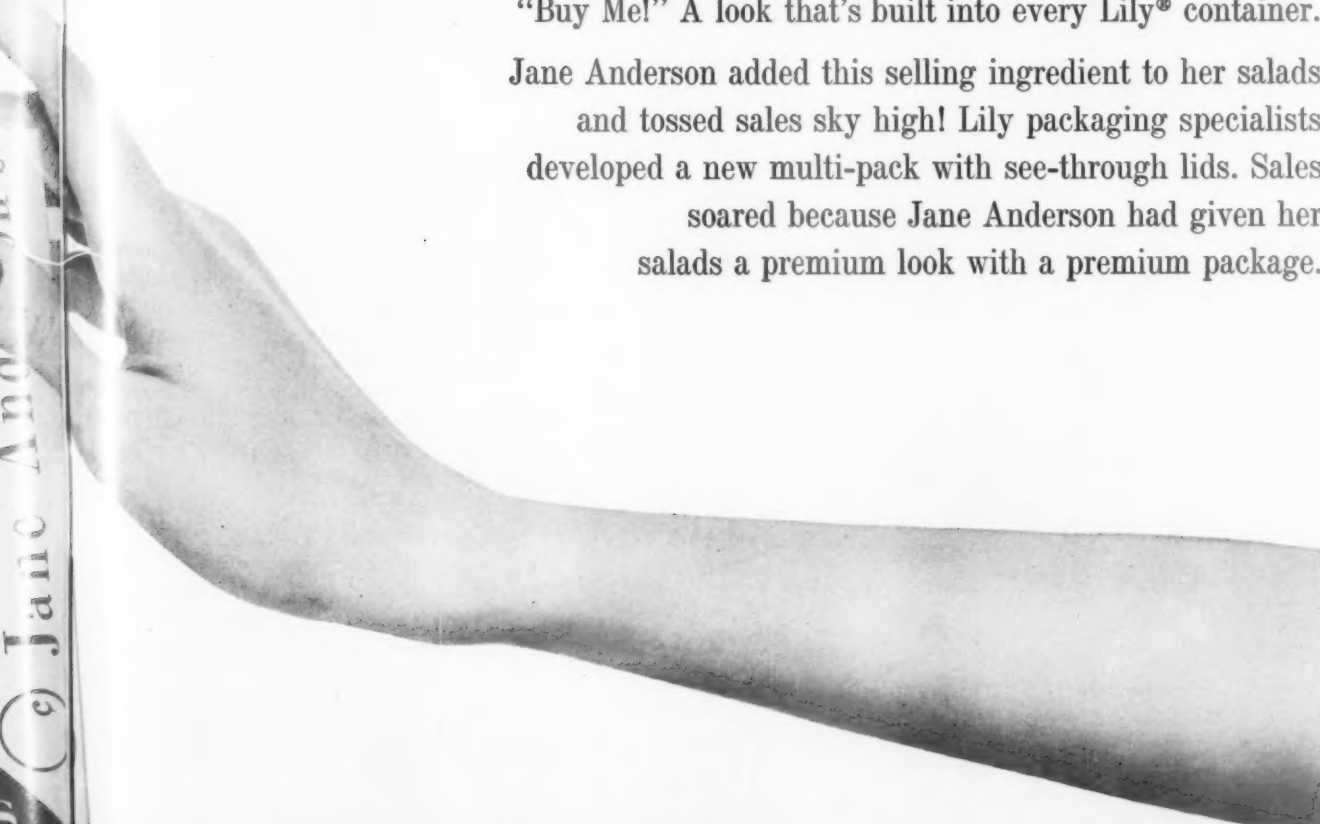 “Buy Me!” A look that’s built into every Lily® container.
Jane Anderson added this selling ingredient to her salads
and tossed sales sky high! Lily packaging specialists
developed a new multi-pack with see-through lids. Sales
soared because Jane Anderson had given her
salads a premium look with a premium package.
Jane